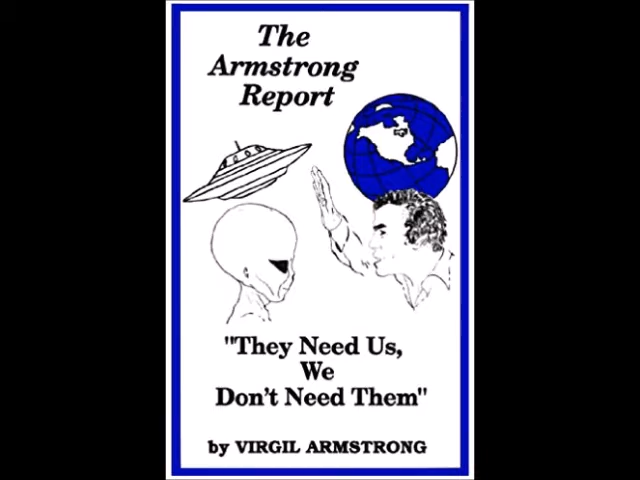 The
Armstrong
Report
"They Need Us,
We
Don't Need Them"
by VIRGIL ARMSTRONG